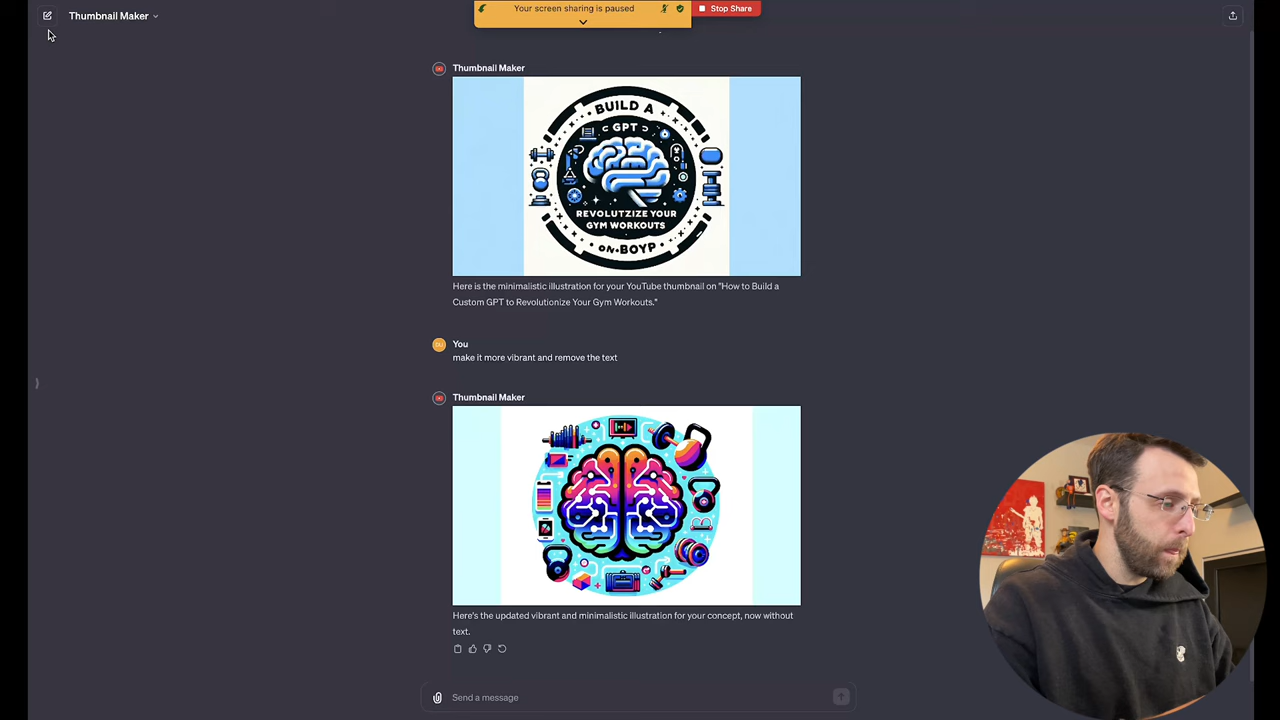 Thumbnail Maker
Your screen sharing is paused
Stop Share
Thumbnail Maker
BUILD A
GPT
REVOLUTZIZE YOUR
GYM WORKOUTS
ON•BOYP
Here is the minimalistic illustration for your YouTube thumbnail on "How to Build a
Custom GPT to Revolutionize Your Gym Workouts."
You
make it more vibrant and remove the text
Thumbnail Maker
Here's the updated vibrant and minimalistic illustration for your concept, now without
text.
Send a message